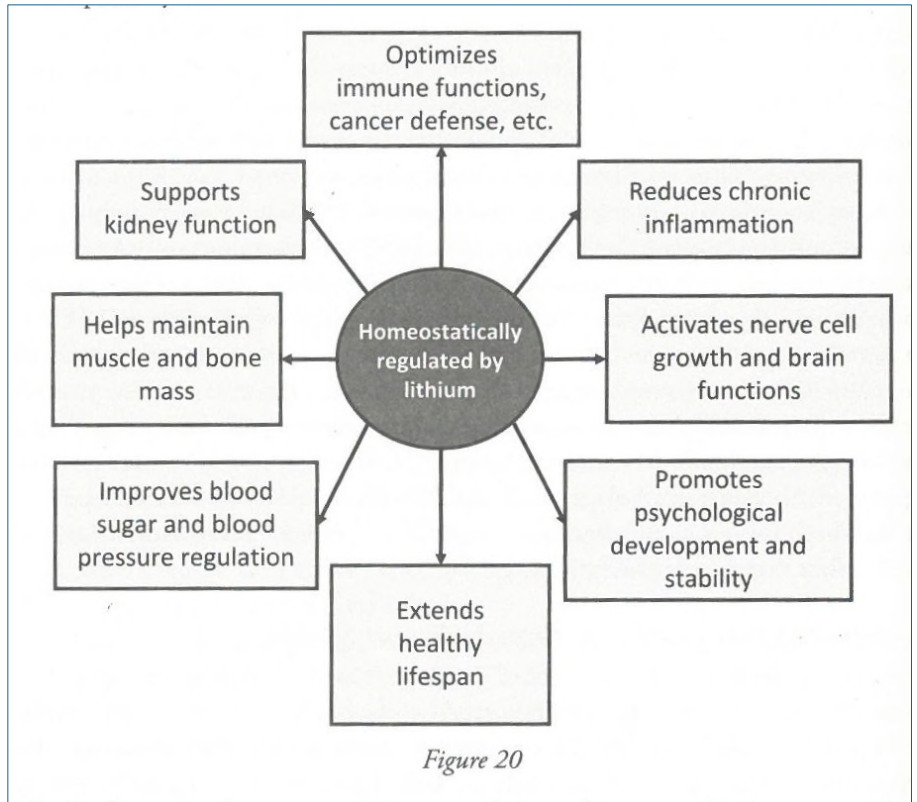 Optimizes
immune functions,
cancer defense, etc.
Supports
kidney function
Reduces chronic
inflammation
Helps maintain
muscle and bone
mass
Homeostatically
regulated by
lithium
Activates nerve cell
growth and brain
functions
Improves blood
sugar and blood
pressure regulation
Promotes
psychological
development and
stability
Extends
healthy
lifespan
Figure 20